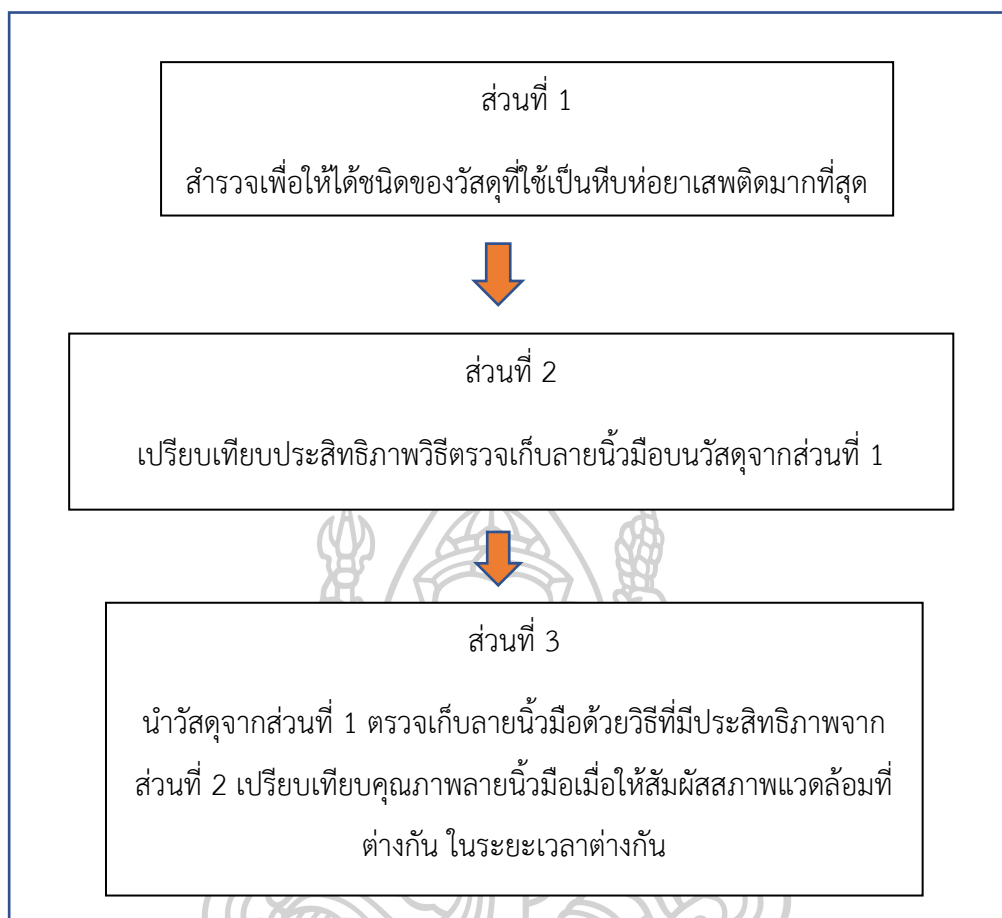 ส่วนที่ 1
สำรวจเพื่อให้ได้ชนิดของวัสดุที่ใช้เป็นหีบห่อยาเสพติดมากที่สุด
ส่วนที่ 2
เปรียบเทียบประสิทธิภาพวิธีตรวจเก็บลายนิ้วมือบนวัสดุจากส่วนที่ 1
ส่วนที่ 3
นำวัสดุจากส่วนที่ 1 ตรวจเก็บลายนิ้วมือด้วยวิธีที่มีประสิทธิภาพจาก
ส่วนที่ 2 เปรียบเทียบคุณภาพลายนิ้วมือเมื่อให้สัมผัสสภาพแวดล้อมที่
ต่างกัน ในระยะเวลาต่างกัน